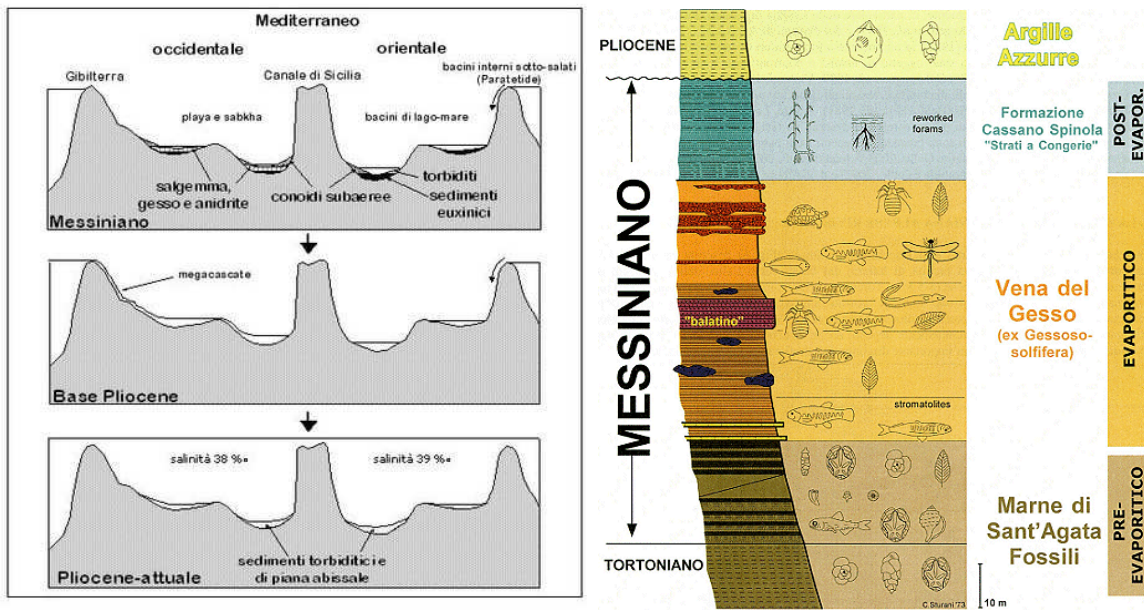 Mediterraneo
occidentale
orientale
Gibilterra
Canale di Sicilia
bacini interni sotto-salati
(Paratetide)
playa e sabkha
bacini di lago-mare
salgemma,
gesso e anidrite
conoidi subaeree
torbiditi
sedimenti
euxinici
Messiniano
megacascate
Base Pliocene
salinità 38 ‰
salinità 39 ‰
sedimenti torbiditici e
di piana abissale
Pliocene-attuale
PLIOCENE
MESSINIANO
TORTONIANO
"balatino"
reworked
forams
stromatolites
C.Sturani '73
10 m
Argille
Azzurre
Formazione
Cassano Spinola
"Strati a Congerie"
Vena del
Gesso
(ex Gessoso-
solfifera)
Marne di
Sant'Agata
Fossili
POST-
EVAPOR.
EVAPORITICO
PRE-
EVAPORITICO